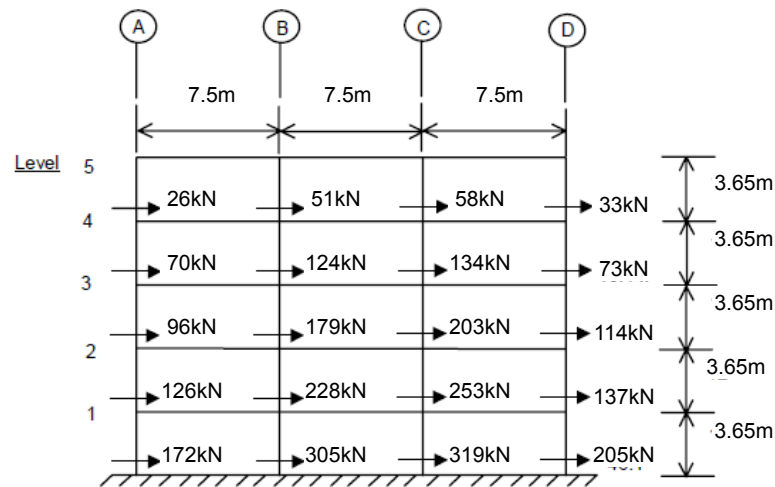 A B C D
7.5m 7.5m 7.5m
Level 5
3.65m
26kN 51kN 58kN 33kN
4
3.65m
70kN 124kN 134kN 73kN
3
3.65m
96kN 179kN 203kN 114kN
2
3.65m
126kN 228kN 253kN 137kN
1
3.65m
172kN 305kN 319kN 205kN